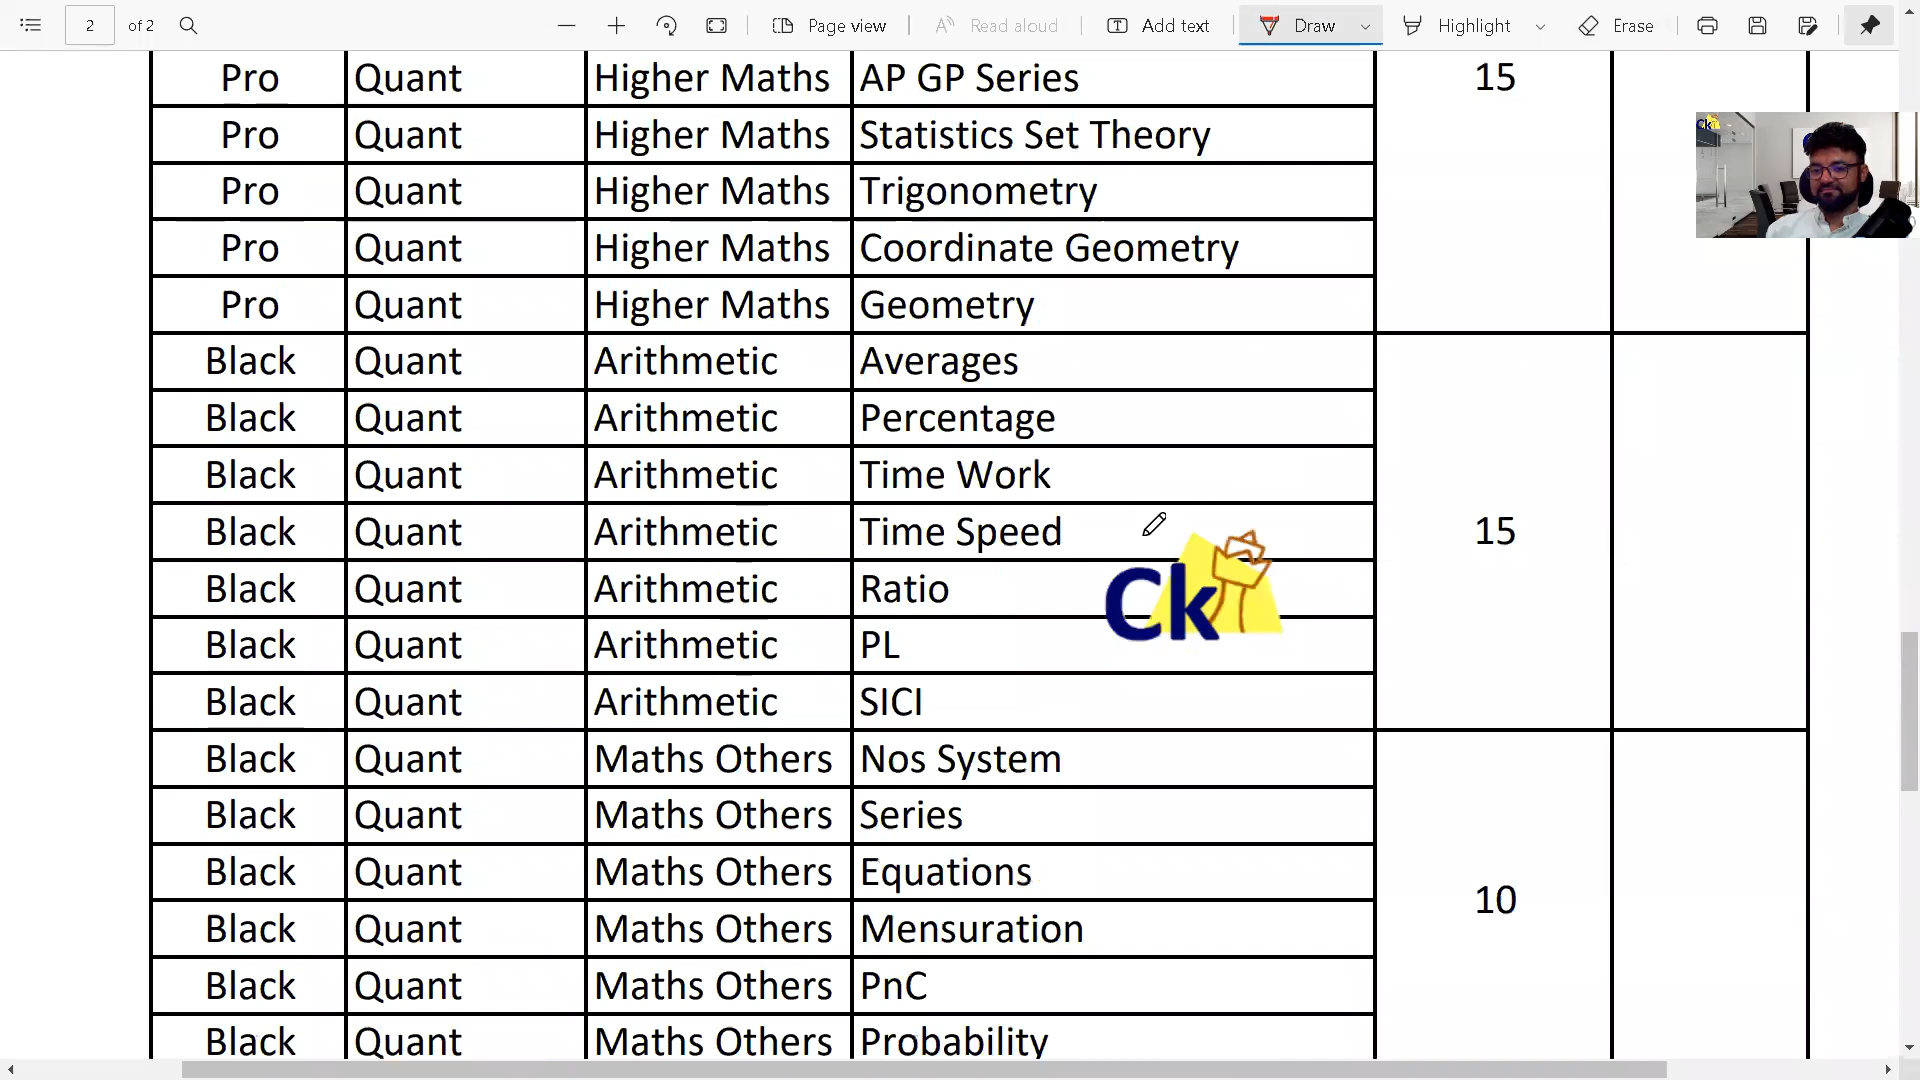 2 of 2 Page view Read aloud Add text Draw Highlight Erase
Pro Quant Higher Maths AP GP Series 15
Pro Quant Higher Maths Statistics Set Theory
Pro Quant Higher Maths Trigonometry
Pro Quant Higher Maths Coordinate Geometry
Pro Quant Higher Maths Geometry
Black Quant Arithmetic Averages
Black Quant Arithmetic Percentage
Black Quant Arithmetic Time Work
Black Quant Arithmetic Time Speed 15
Black Quant Arithmetic Ratio
Ck
Black Quant Arithmetic PL
Black Quant Arithmetic SICI
Black Quant Maths Others Nos System
Black Quant Maths Others Series
Black Quant Maths Others Equations
10
Black Quant Maths Others Mensuration
Black Quant Maths Others PnC
Black Quant Maths Others Probability
Ck